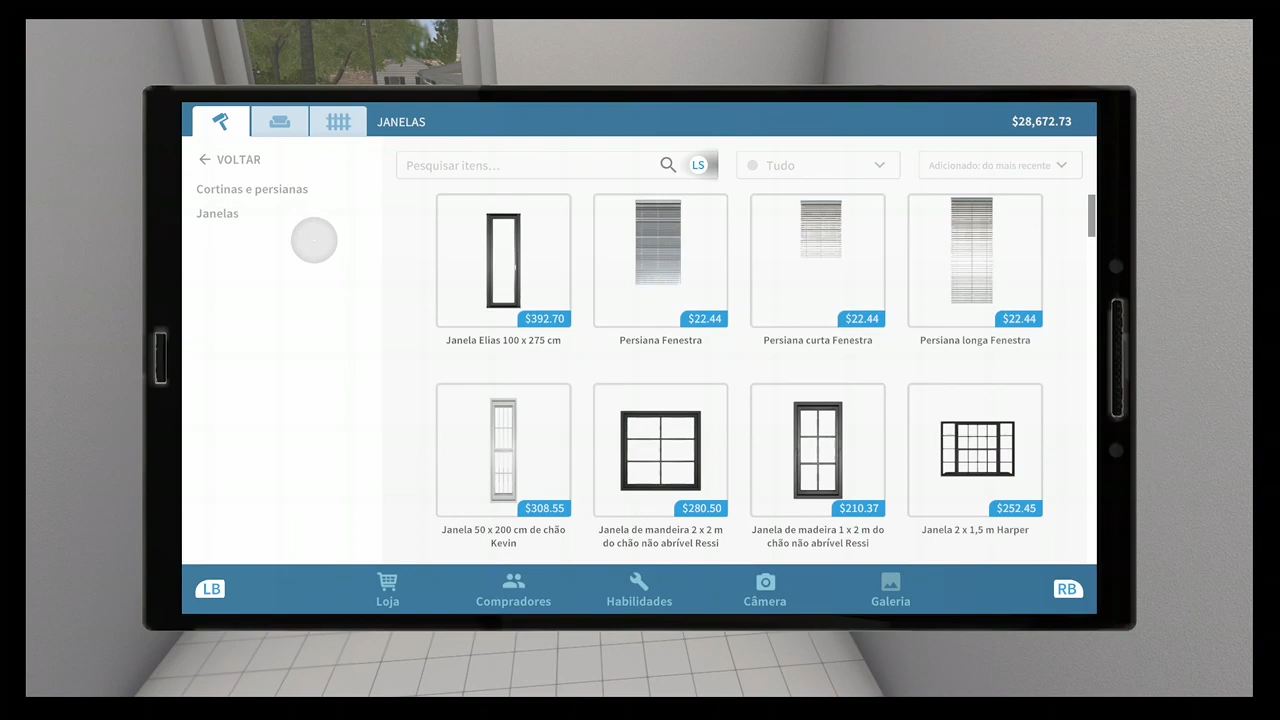 JANELAS
$28,672.73
VOLTAR
Cortinas e persianas
Janelas
Pesquisar itens...
LS
Tudo
Adicionado: do mais recente
$392.70
$22.44
$22.44
$22.44
Janela Elias 100 x 275 cm
Persiana Fenestra
Persiana curta Fenestra
Persiana longa Fenestra
$308.55
$280.50
$210.37
$252.45
Janela 50 x 200 cm de chão
Kevin
Janela de mandeira 2 x 2 m
do chão não abrível Ressi
Janela de madeira 1 x 2 m do
chão não abrível Ressi
Janela 2 x 1,5 m Harper
LB
Loja
Compradores
Habilidades
Câmera
Galeria
RB